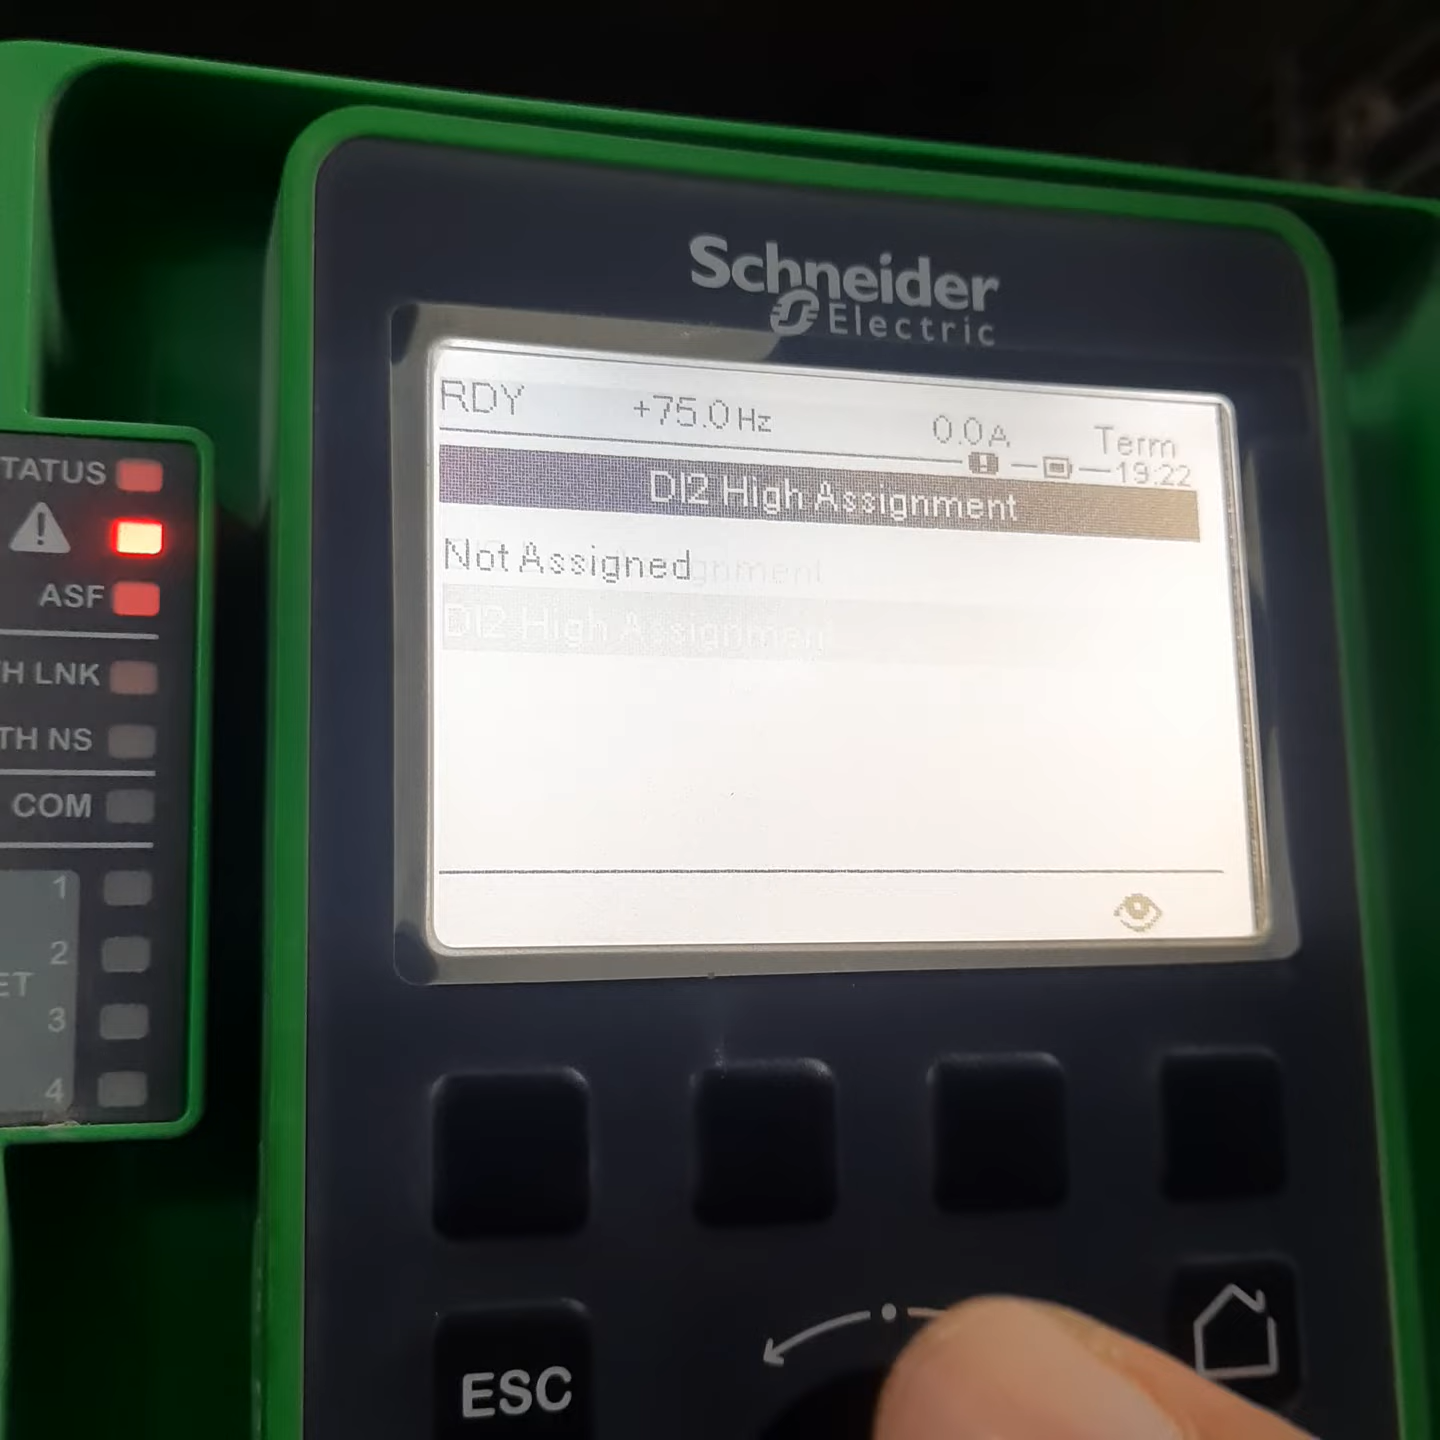 Schneider
Electric
RDY +75.0 Hz 0.0A Term
19:22
DI2 High Assignment
Not Assigned
DI2 High Assignment
TATUS
ASF
H LNK
TH NS
COM
1
2
ET
3
4
ESC